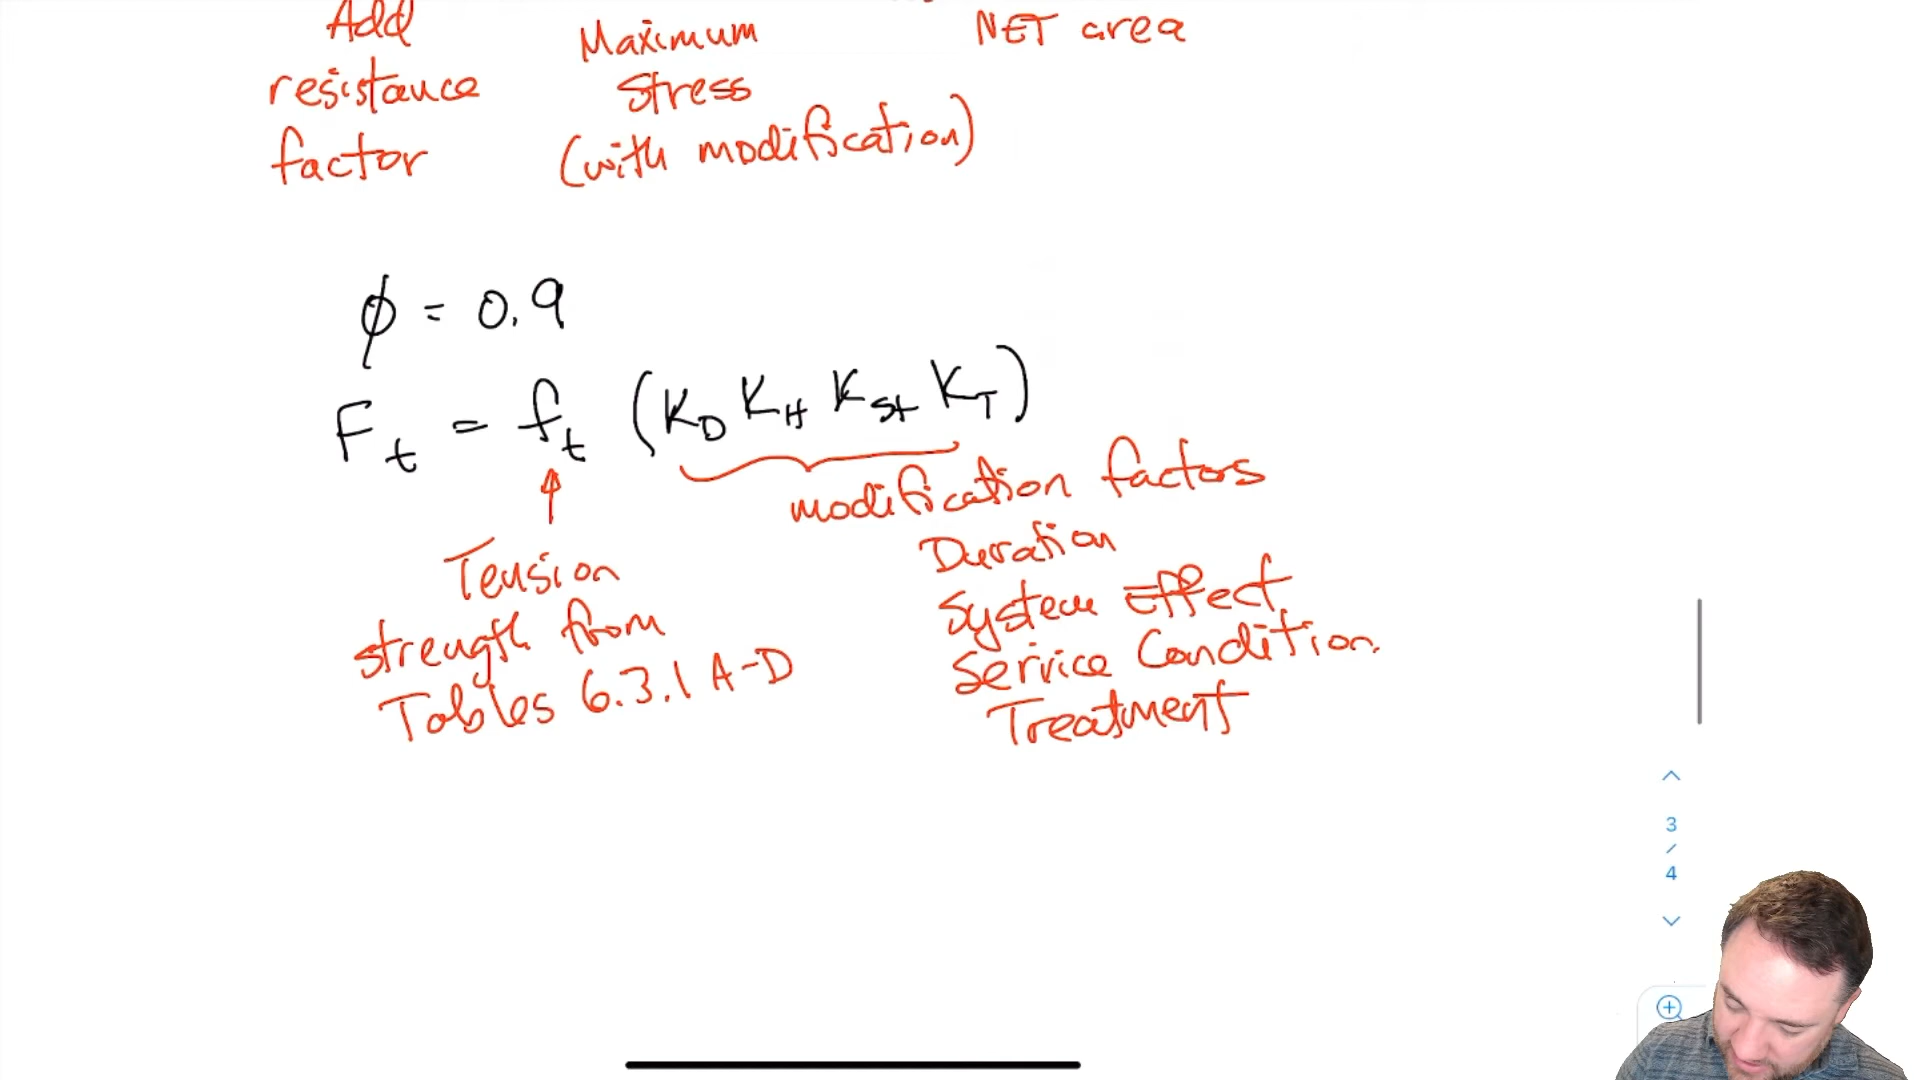 Add
resistance
factor
Maximum
Stress
(with modification)
NET area
ϕ = 0.9
Ft = ft (KD KH KSt KT)
modification factors
Duration
System Effect
Service Condition.
Treatment
Tension
strength from
Tables 6.3.1 A-D
3
/
4